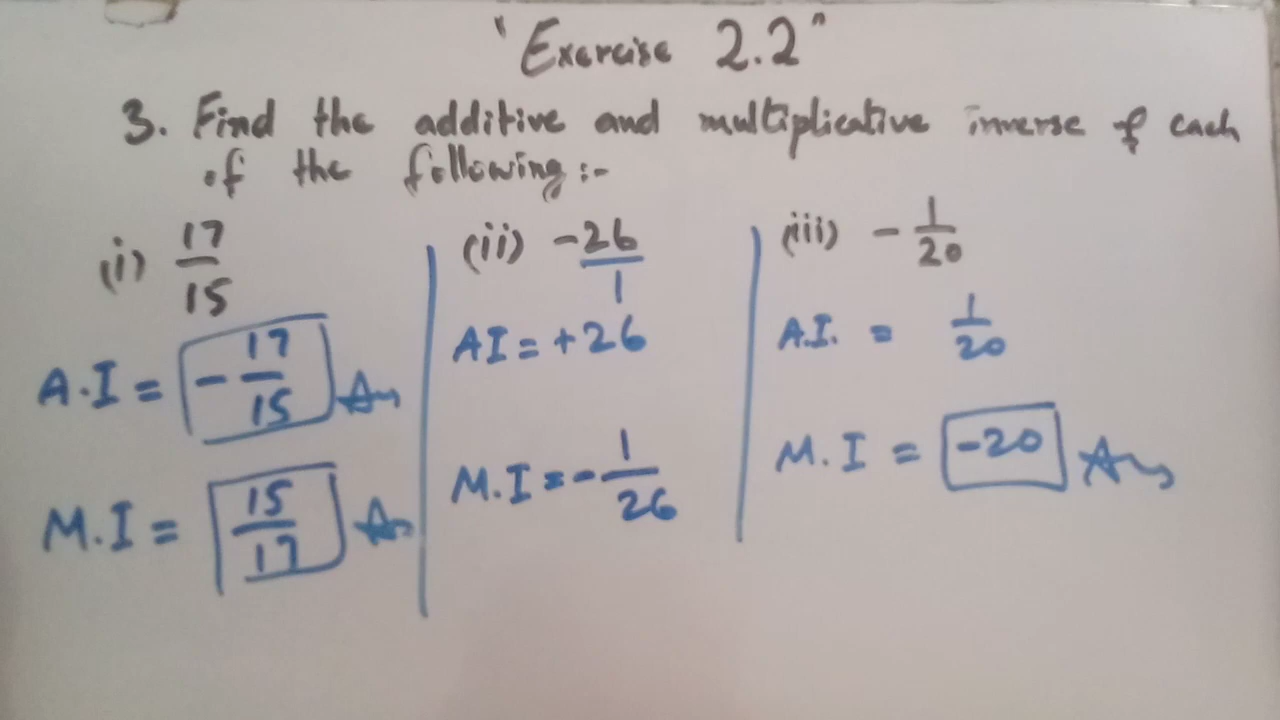 "Exercise 2.2"
3. Find the additive and multiplicative inverse of each
of the following :-
(i) 17/15
A.I = -17/15 Ans
M.I = 15/17 Ans
(ii) -26/1
AI = +26
M.I = -1/26
(iii) -1/20
A.I. = 1/20
M.I = -20 Ans